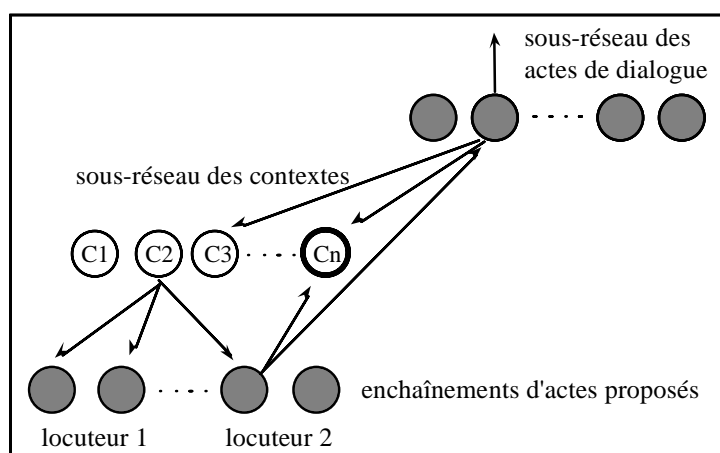 sous-réseau des
actes de dialogue
sous-réseau des contextes
C1 C2 C3 Cn
enchaînements d'actes proposés
locuteur 1 locuteur 2